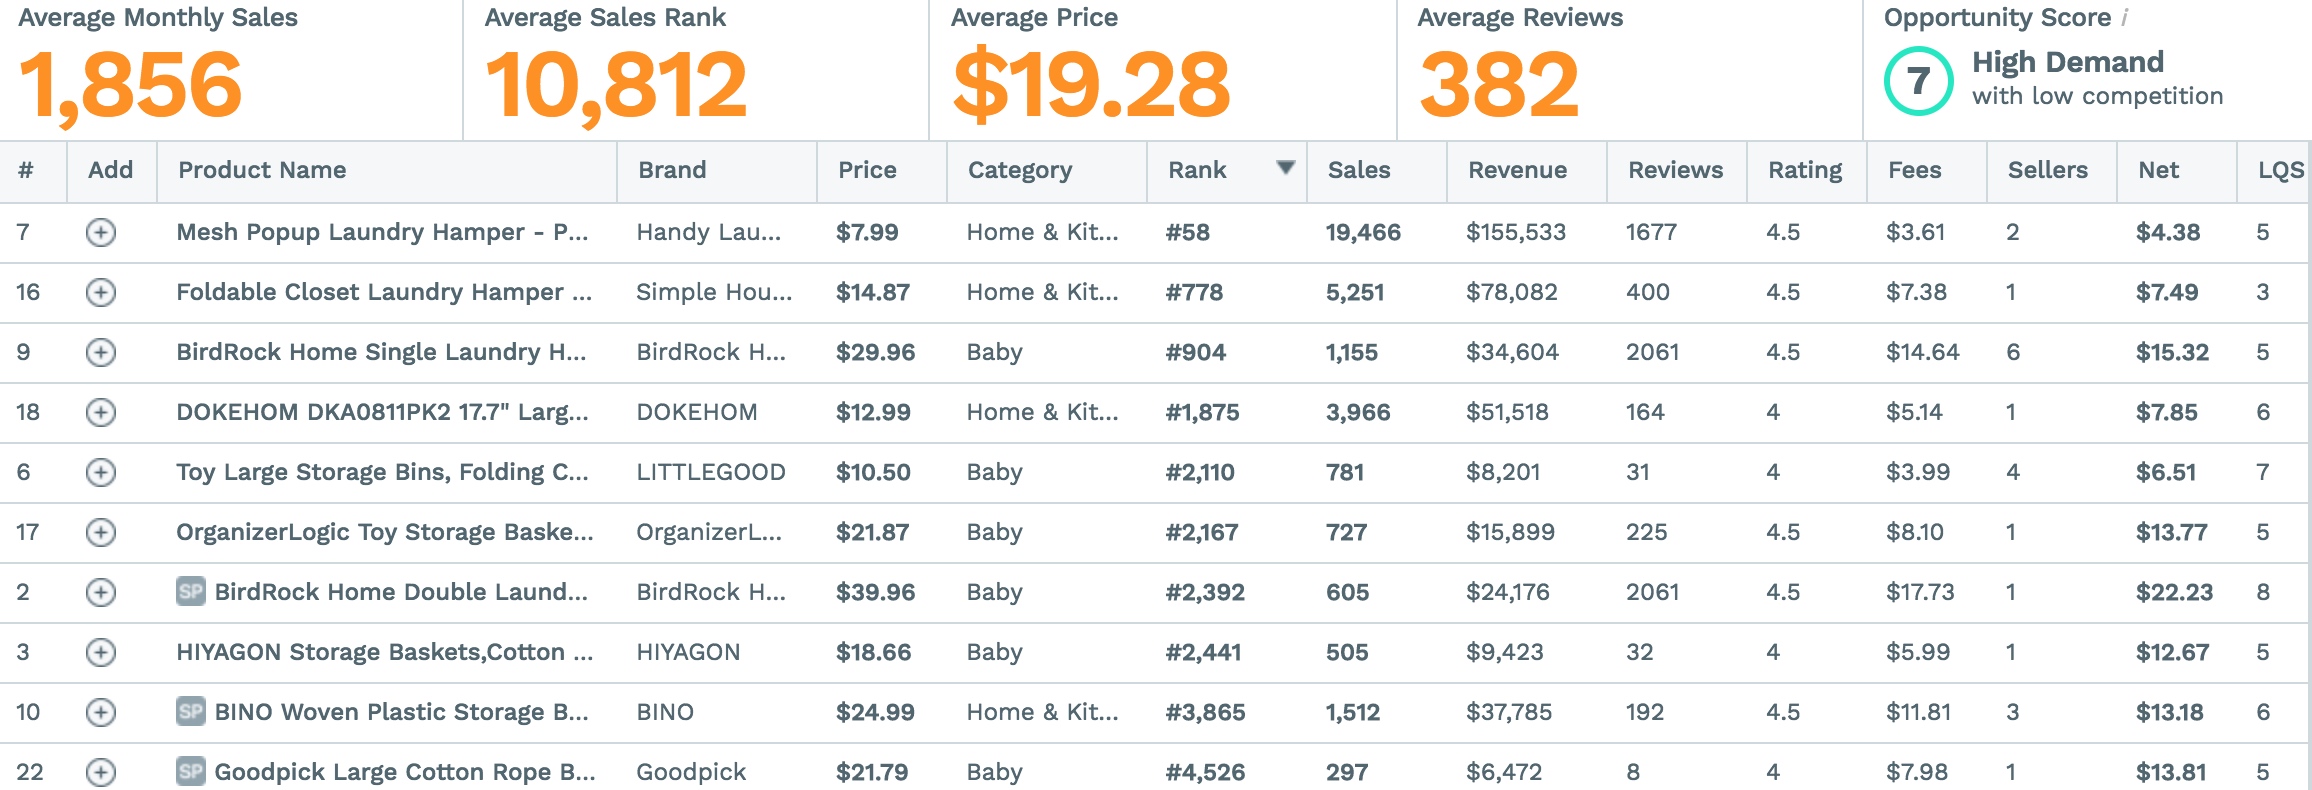 Average Monthly Sales Average Sales Rank Average Price Average Reviews Opportunity Score i
1,856 10,812 $19.28 382 7 High Demand
with low competition
# Add Product Name Brand Price Category Rank Sales Revenue Reviews Rating Fees Sellers Net LQS
7 Mesh Popup Laundry Hamper - P... Handy Lau... $7.99 Home & Kit... #58 19,466 $155,533 1677 4.5 $3.61 2 $4.38 5
16 Foldable Closet Laundry Hamper ... Simple Hou... $14.87 Home & Kit... #778 5,251 $78,082 400 4.5 $7.38 1 $7.49 3
9 BirdRock Home Single Laundry H... BirdRock H... $29.96 Baby #904 1,155 $34,604 2061 4.5 $14.64 6 $15.32 5
18 DOKEHOM DKA0811PK2 17.7" Larg... DOKEHOM $12.99 Home & Kit... #1,875 3,966 $51,518 164 4 $5.14 1 $7.85 6
6 Toy Large Storage Bins, Folding C... LITTLEGOOD $10.50 Baby #2,110 781 $8,201 31 4 $3.99 4 $6.51 7
17 OrganizerLogic Toy Storage Baske... OrganizerL... $21.87 Baby #2,167 727 $15,899 225 4.5 $8.10 1 $13.77 5
2 SP BirdRock Home Double Laund... BirdRock H... $39.96 Baby #2,392 605 $24,176 2061 4.5 $17.73 1 $22.23 8
3 HIYAGON Storage Baskets,Cotton ... HIYAGON $18.66 Baby #2,441 505 $9,423 32 4 $5.99 1 $12.67 5
10 SP BINO Woven Plastic Storage B... BINO $24.99 Home & Kit... #3,865 1,512 $37,785 192 4.5 $11.81 3 $13.18 6
22 SP Goodpick Large Cotton Rope B... Goodpick $21.79 Baby #4,526 297 $6,472 8 4 $7.98 1 $13.81 5